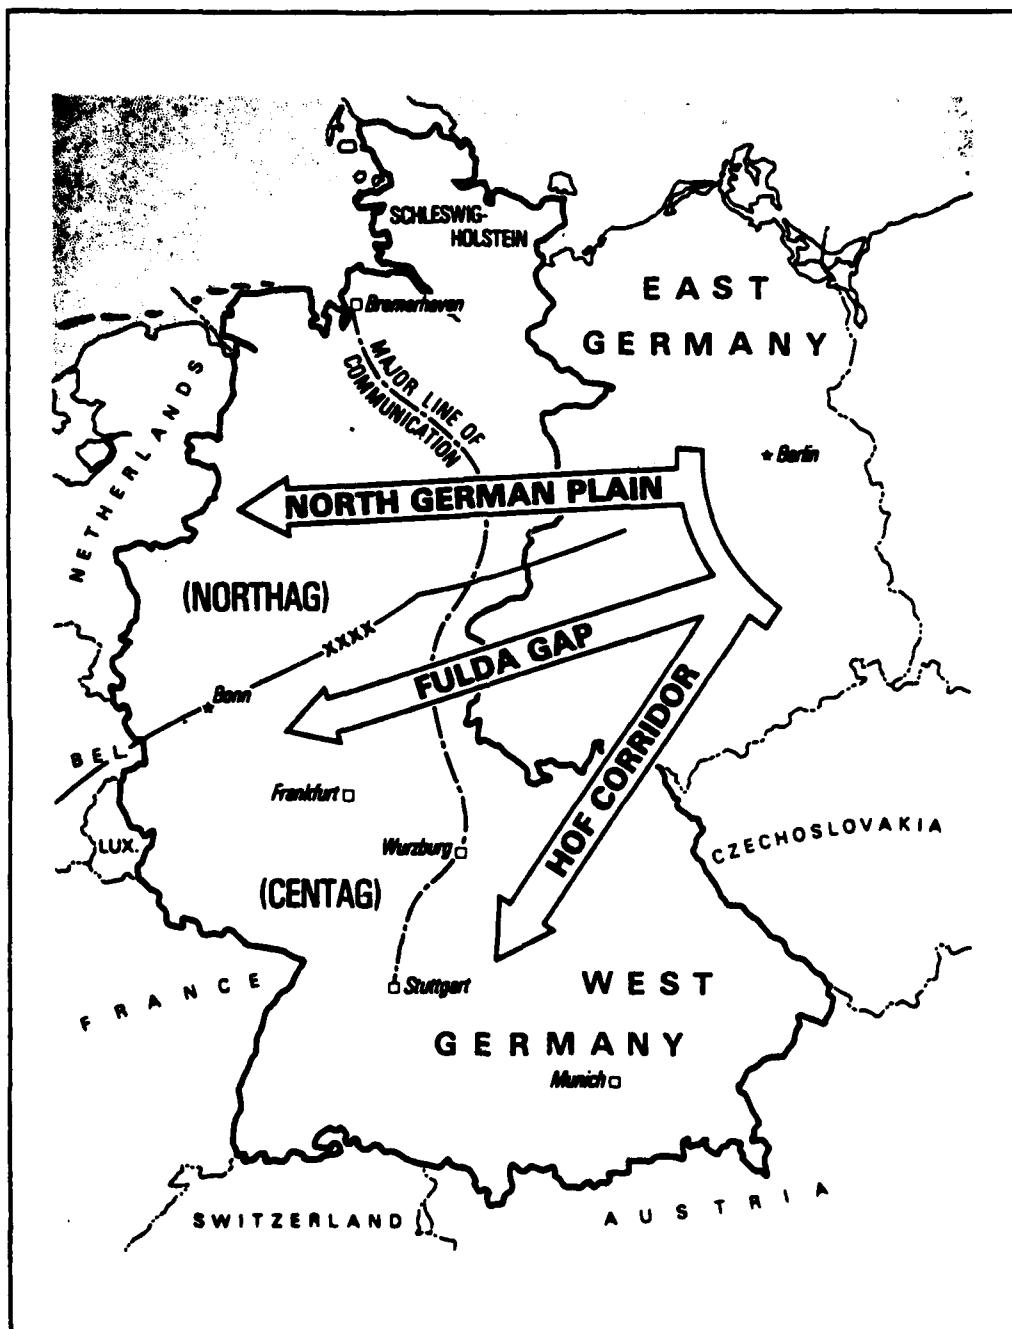 SCHLESWIG-
HOLSTEIN
EAST
GERMANY
Bremerhaven
MAJOR LINE OF
COMMUNICATION
NETHERLANDS
Berlin
NORTH GERMAN PLAIN
(NORTHAG)
XXXX
FULDA GAP
Bonn
BEL.
HOF CORRIDOR
Frankfurt
LUX.
Wurzburg
CZECHOSLOVAKIA
(CENTAG)
FRANCE
Stuttgart
WEST
GERMANY
Munich
SWITZERLAND
AUSTRIA